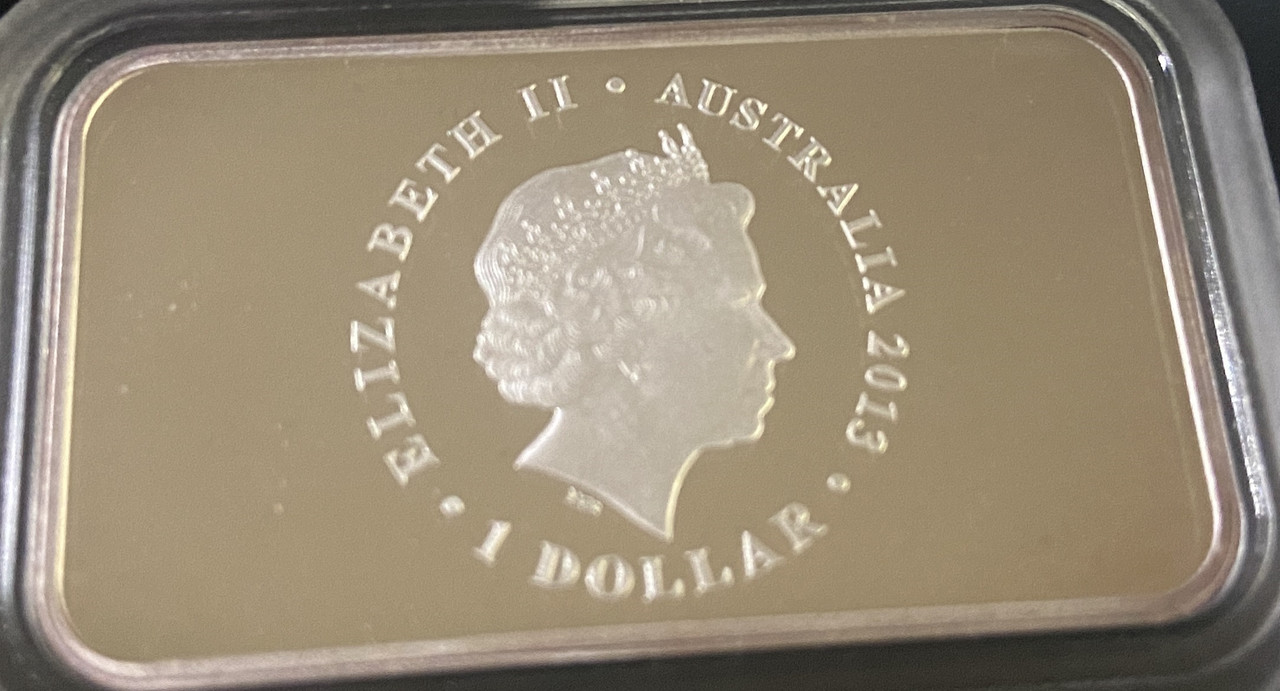 ELIZABETH II • AUSTRALIA 2013 •
1 DOLLAR •